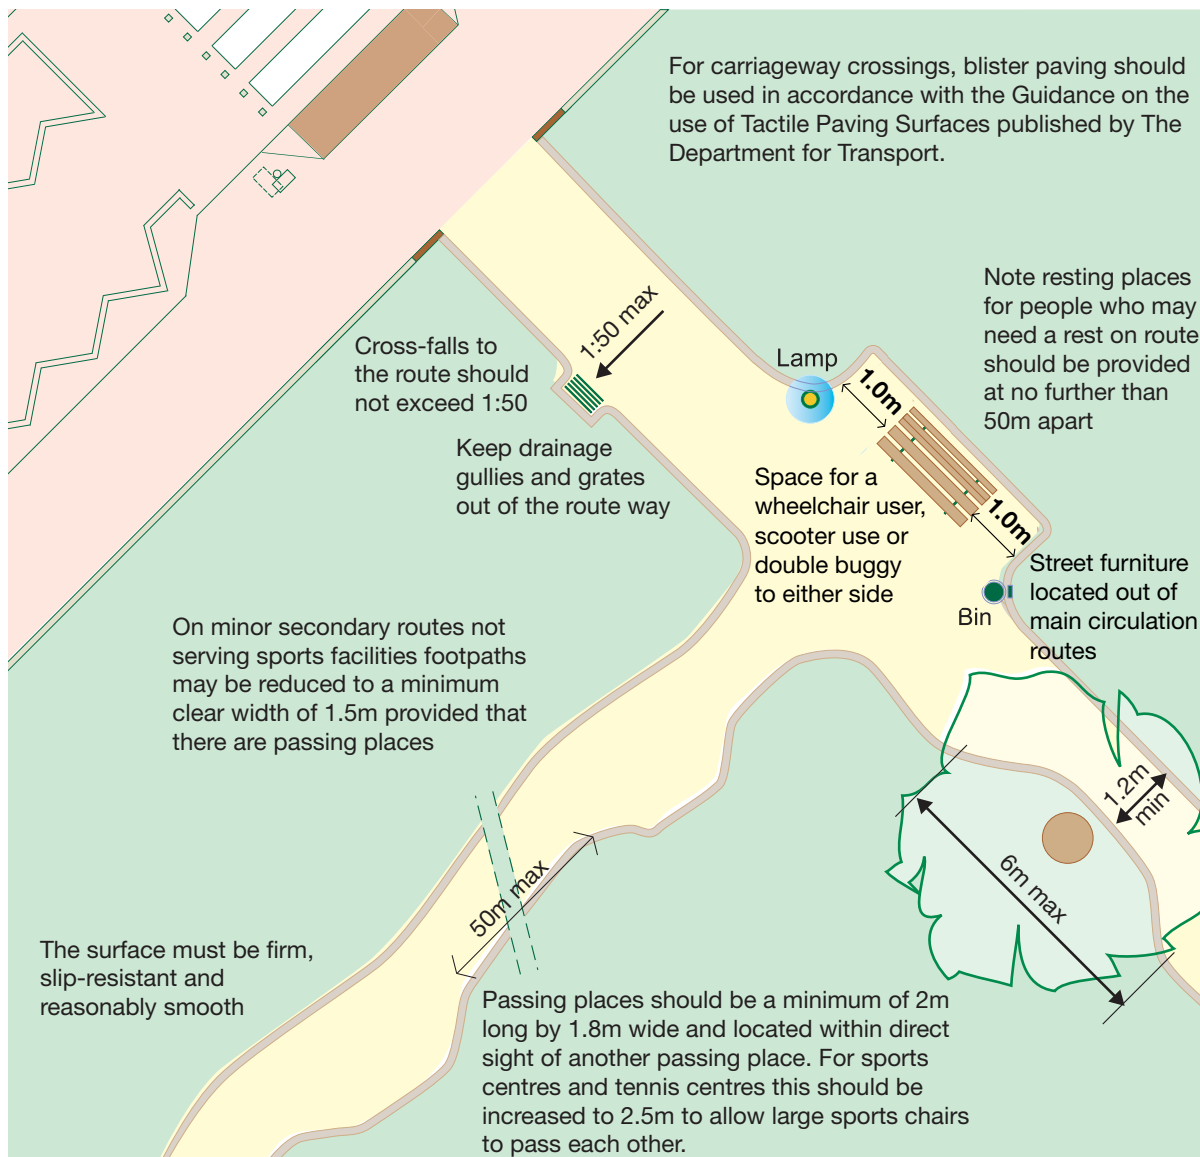 For carriageway crossings, blister paving should
be used in accordance with the Guidance on the
use of Tactile Paving Surfaces published by The
Department for Transport.
Note resting places
for people who may
need a rest on route
should be provided
at no further than
50m apart
1:50 max
Cross-falls to
the route should
not exceed 1:50
Lamp
1.0m
Keep drainage
gullies and grates
out of the route way
Space for a
wheelchair user,
scooter use or
double buggy
to either side
1.0m
Street furniture
located out of
main circulation
routes
Bin
On minor secondary routes not
serving sports facilities footpaths
may be reduced to a minimum
clear width of 1.5m provided that
there are passing places
1.2m
min
6m max
50m max
The surface must be firm,
slip-resistant and
reasonably smooth
Passing places should be a minimum of 2m
long by 1.8m wide and located within direct
sight of another passing place. For sports
centres and tennis centres this should be
increased to 2.5m to allow large sports chairs
to pass each other.